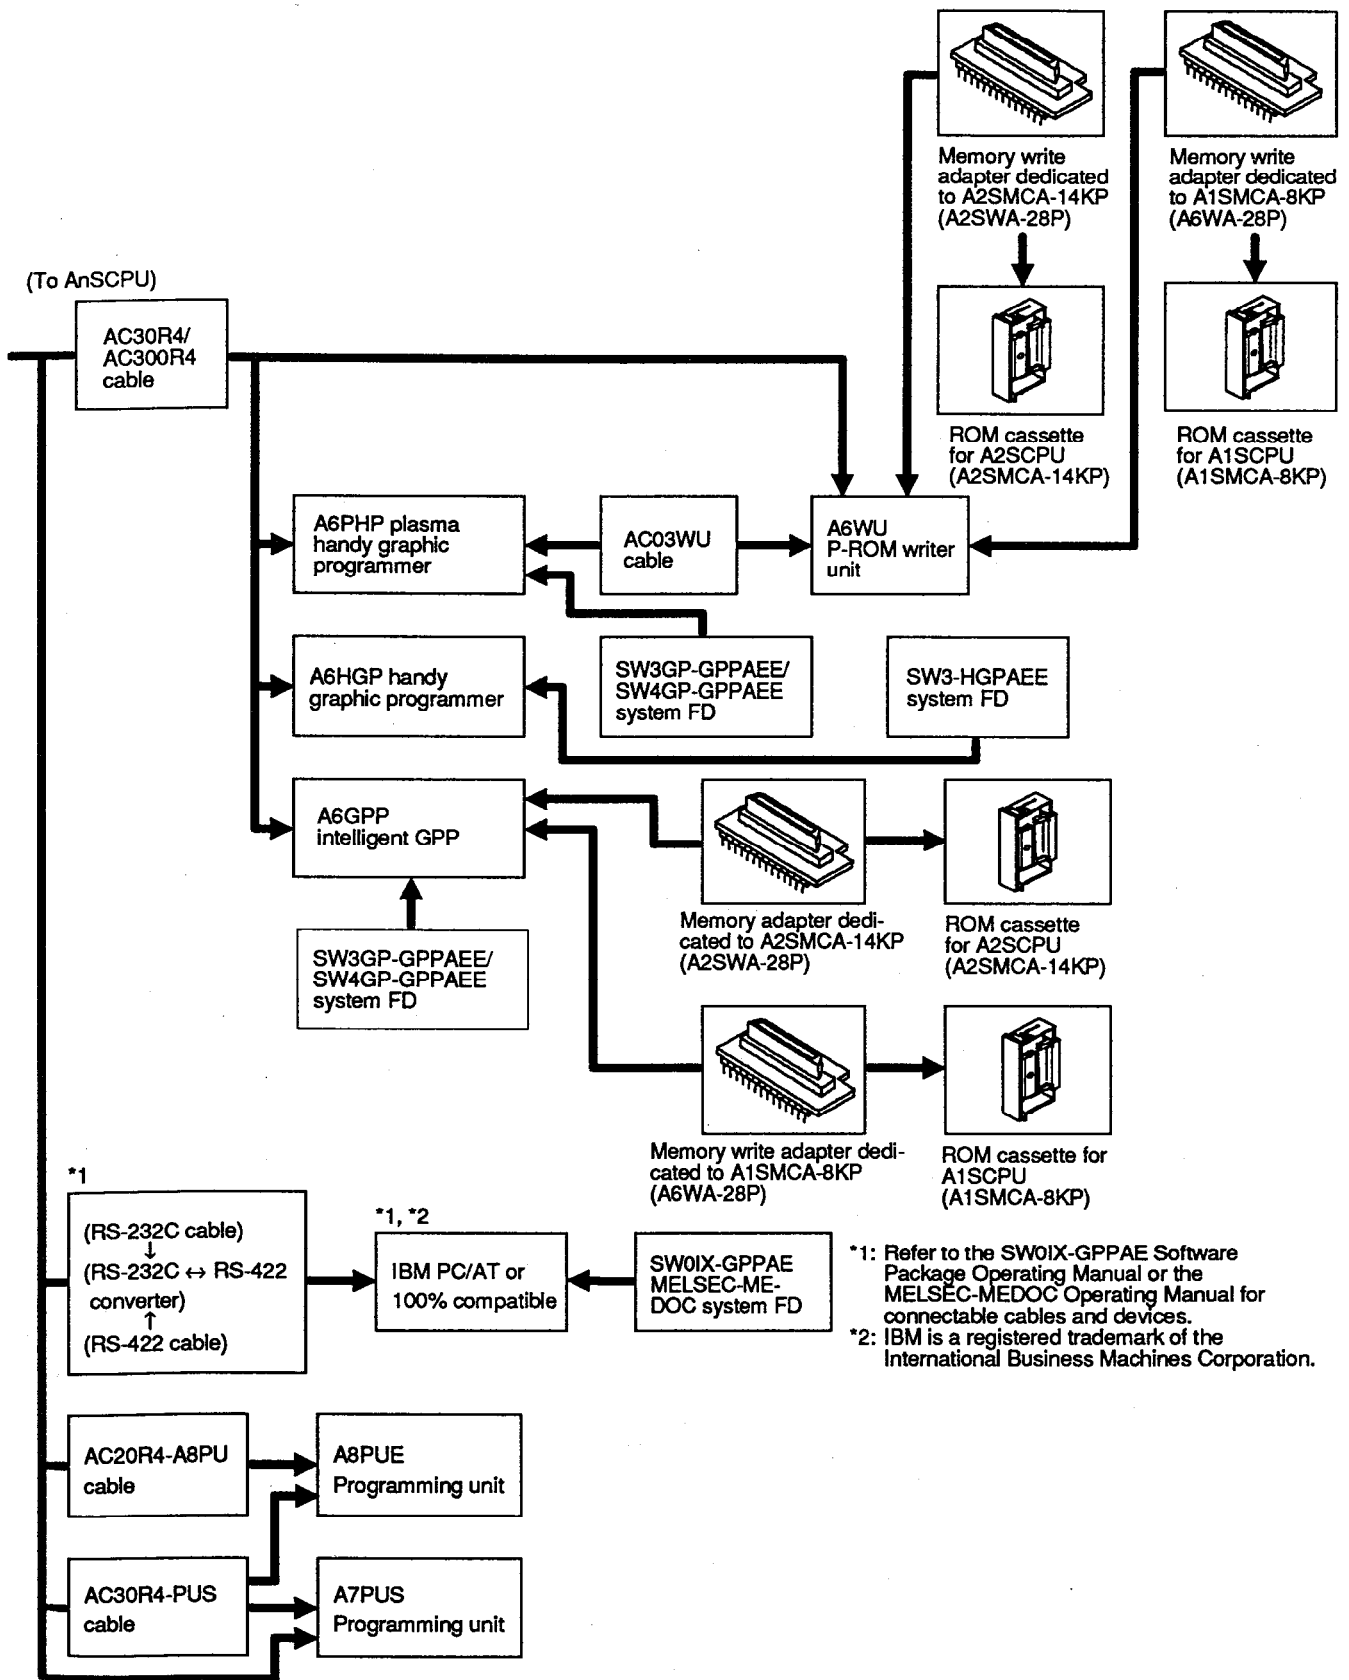 Memory write
adapter dedicated
to A2SMCA-14KP
(A2SWA-28P)
Memory write
adapter dedicated
to A1SMCA-8KP
(A6WA-28P)
(To AnSCPU)
AC30R4/
AC300R4
cable
ROM cassette
for A2SCPU
(A2SMCA-14KP)
ROM cassette
for A1SCPU
(A1SMCA-8KP)
A6PHP plasma
handy graphic
programmer
AC03WU
cable
A6WU
P-ROM writer
unit
A6HGP handy
graphic programmer
SW3GP-GPPAEE/
SW4GP-GPPAEE
system FD
SW3-HGPAEE
system FD
A6GPP
intelligent GPP
Memory adapter dedi-
cated to A2SMCA-14KP
(A2SWA-28P)
ROM cassette
for A2SCPU
(A2SMCA-14KP)
SW3GP-GPPAEE/
SW4GP-GPPAEE
system FD
Memory write adapter dedi-
cated to A1SMCA-8KP
(A6WA-28P)
ROM cassette for
A1SCPU
(A1SMCA-8KP)
*1
(RS-232C cable)
↓
(RS-232C ↔ RS-422
converter)
↑
(RS-422 cable)
*1, *2
IBM PC/AT or
100% compatible
SW0IX-GPPAE
MELSEC-ME-
DOC system FD
*1: Refer to the SW0IX-GPPAE Software
Package Operating Manual or the
MELSEC-MEDOC Operating Manual for
connectable cables and devices.
*2: IBM is a registered trademark of the
International Business Machines Corporation.
AC20R4-A8PU
cable
A8PUE
Programming unit
AC30R4-PUS
cable
A7PUS
Programming unit